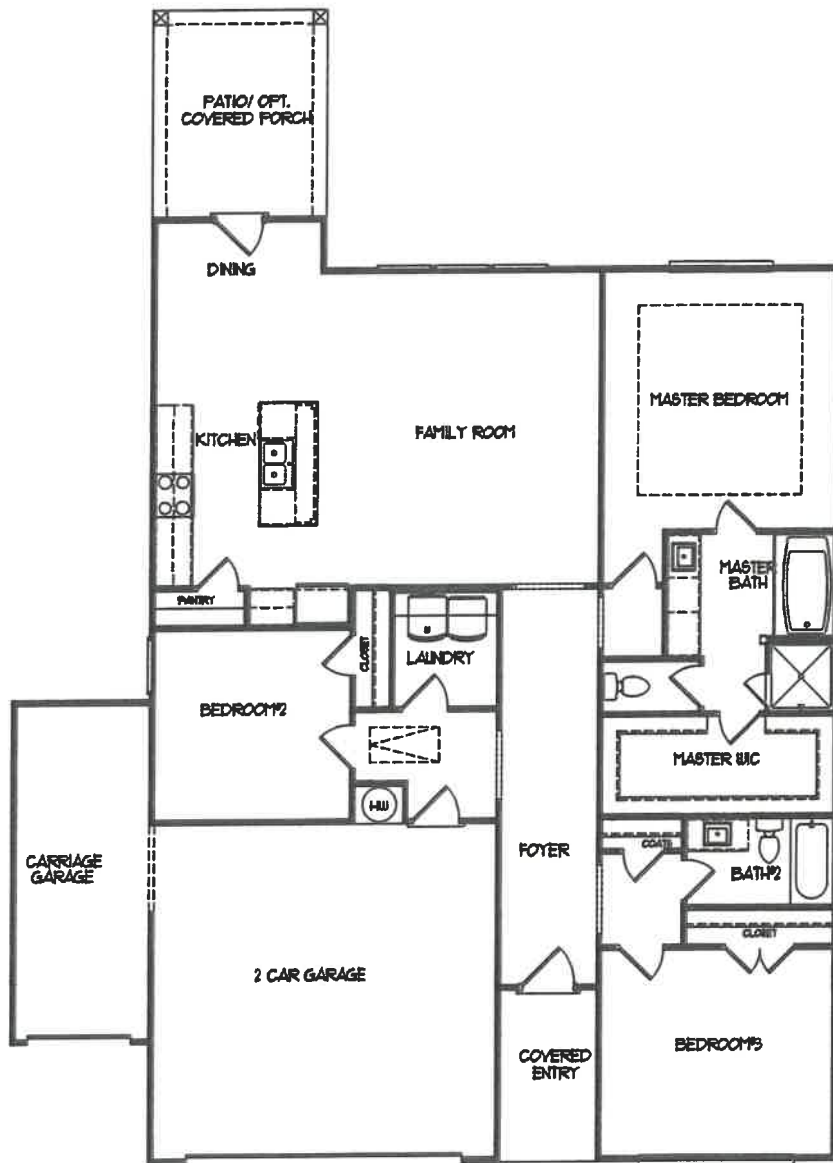 PATIO/ OPT.
COVERED PORCH
DINING
MASTER BEDROOM
KITCHEN
FAMILY ROOM
MASTER
BATH
PANTRY
CLOSET
LAUNDRY
BEDROOM#2
MASTER WIC
HW
COATS
FOYER
CARRIAGE
GARAGE
BATH#2
CLOSET
2 CAR GARAGE
BEDROOM#3
COVERED
ENTRY